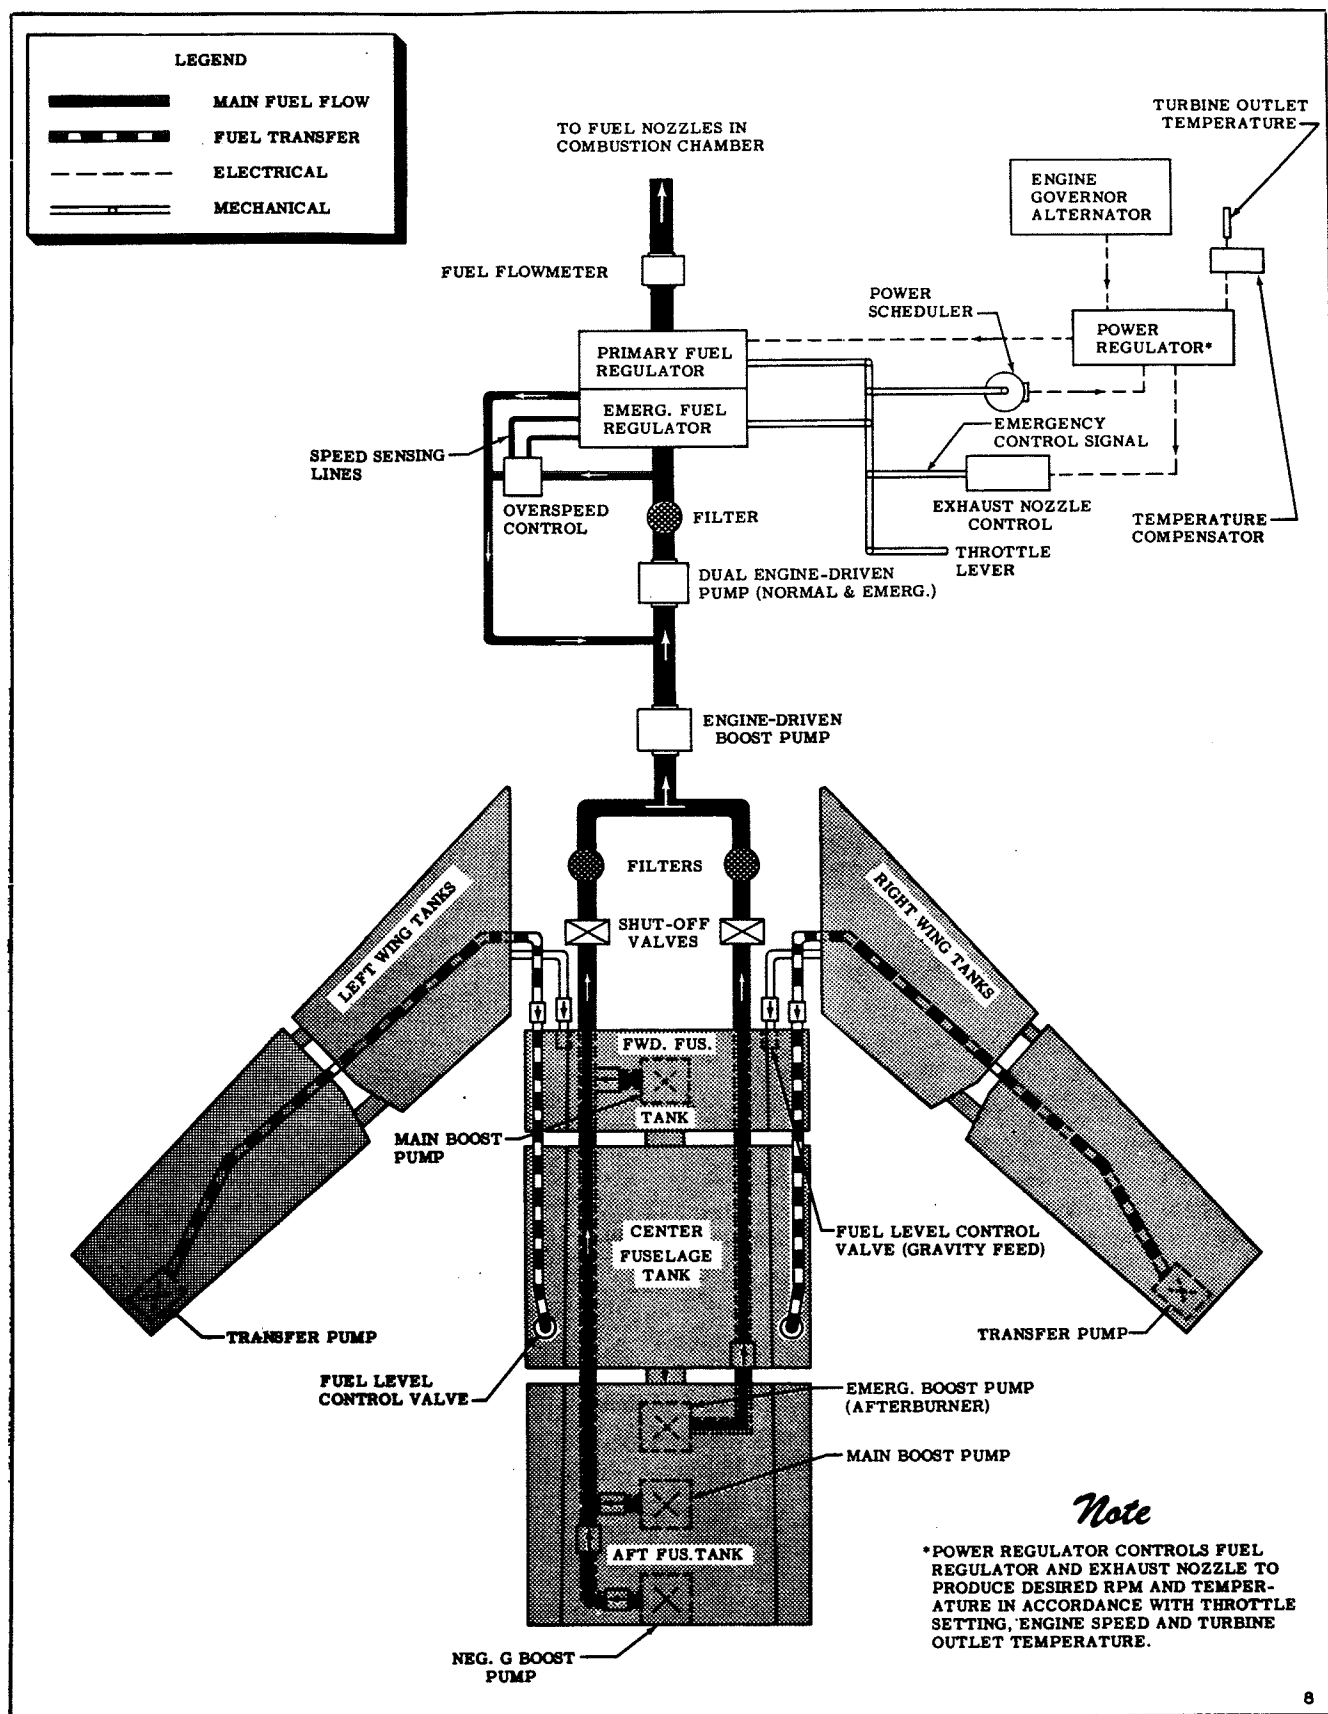 LEGEND
MAIN FUEL FLOW
FUEL TRANSFER
ELECTRICAL
MECHANICAL
TO FUEL NOZZLES IN
COMBUSTION CHAMBER
TURBINE OUTLET
TEMPERATURE
ENGINE
GOVERNOR
ALTERNATOR
FUEL FLOWMETER
POWER
SCHEDULER
POWER
REGULATOR*
PRIMARY FUEL
REGULATOR
EMERG. FUEL
REGULATOR
EMERGENCY
CONTROL SIGNAL
SPEED SENSING
LINES
OVERSPEED
CONTROL
FILTER
EXHAUST NOZZLE
CONTROL
TEMPERATURE
COMPENSATOR
THROTTLE
LEVER
DUAL ENGINE-DRIVEN
PUMP (NORMAL & EMERG.)
ENGINE-DRIVEN
BOOST PUMP
FILTERS
LEFT WING TANKS
RIGHT WING TANKS
SHUT-OFF
VALVES
FWD. FUS.
TANK
MAIN BOOST
PUMP
CENTER
FUSELAGE
TANK
FUEL LEVEL CONTROL
VALVE (GRAVITY FEED)
TRANSFER PUMP
TRANSFER PUMP
FUEL LEVEL
CONTROL VALVE
EMERG. BOOST PUMP
(AFTERBURNER)
MAIN BOOST PUMP
AFT FUS. TANK
NEG. G BOOST
PUMP
Note
*POWER REGULATOR CONTROLS FUEL
REGULATOR AND EXHAUST NOZZLE TO
PRODUCE DESIRED RPM AND TEMPER-
ATURE IN ACCORDANCE WITH THROTTLE
SETTING, ENGINE SPEED AND TURBINE
OUTLET TEMPERATURE.
8